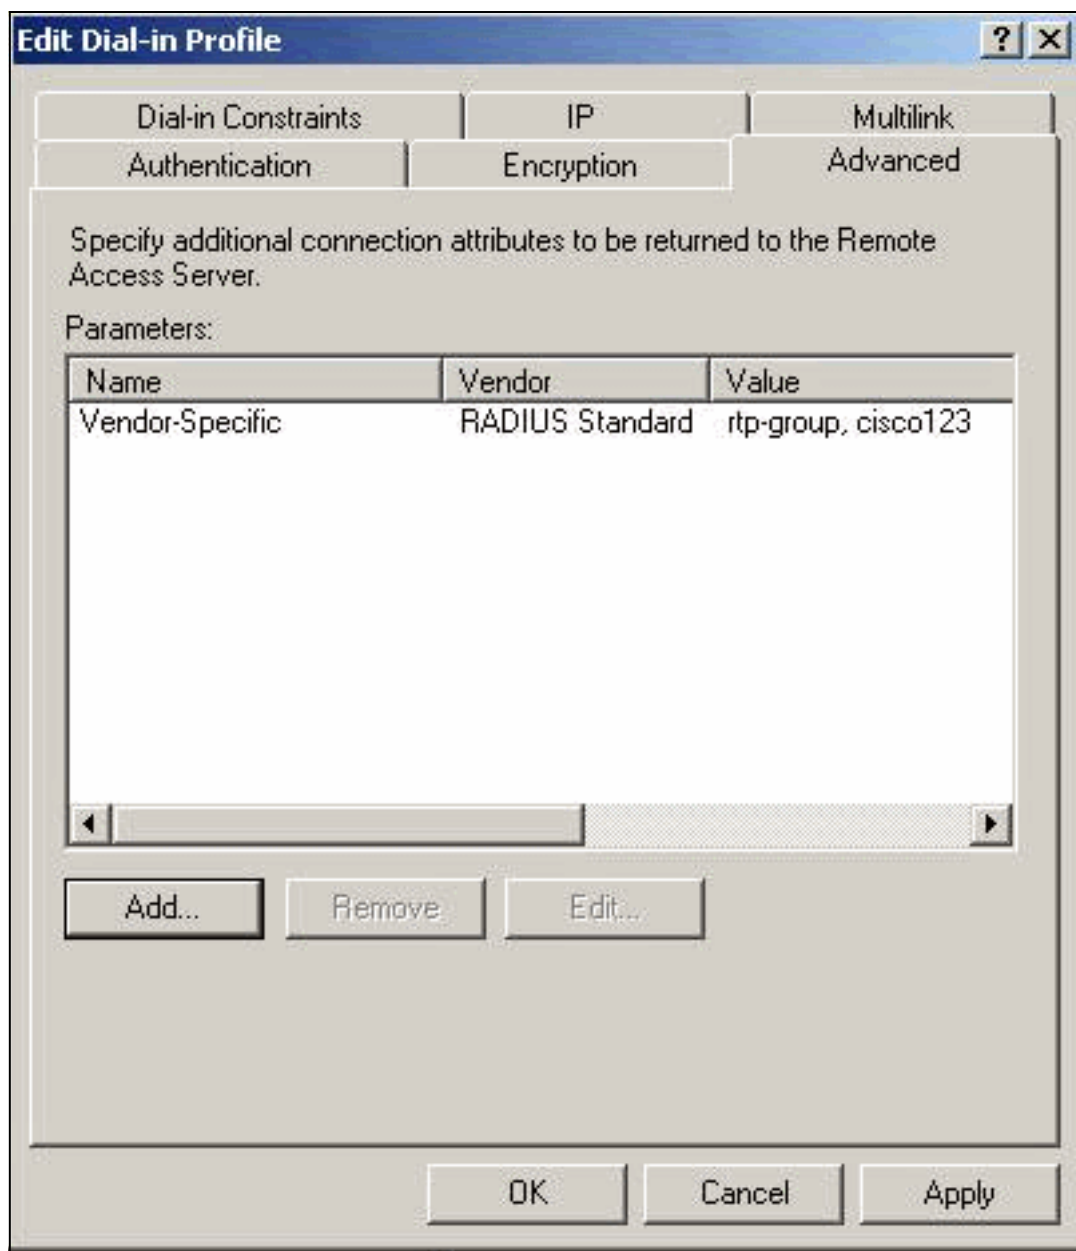 Edit Dial-in Profile
Dial-in Constraints IP Multilink
Authentication Encryption Advanced
Specify additional connection attributes to be returned to the Remote
Access Server.
Parameters:
Name Vendor Value
Vendor-Specific RADIUS Standard rtp-group, cisco123
Add... Remove Edit...
OK Cancel Apply